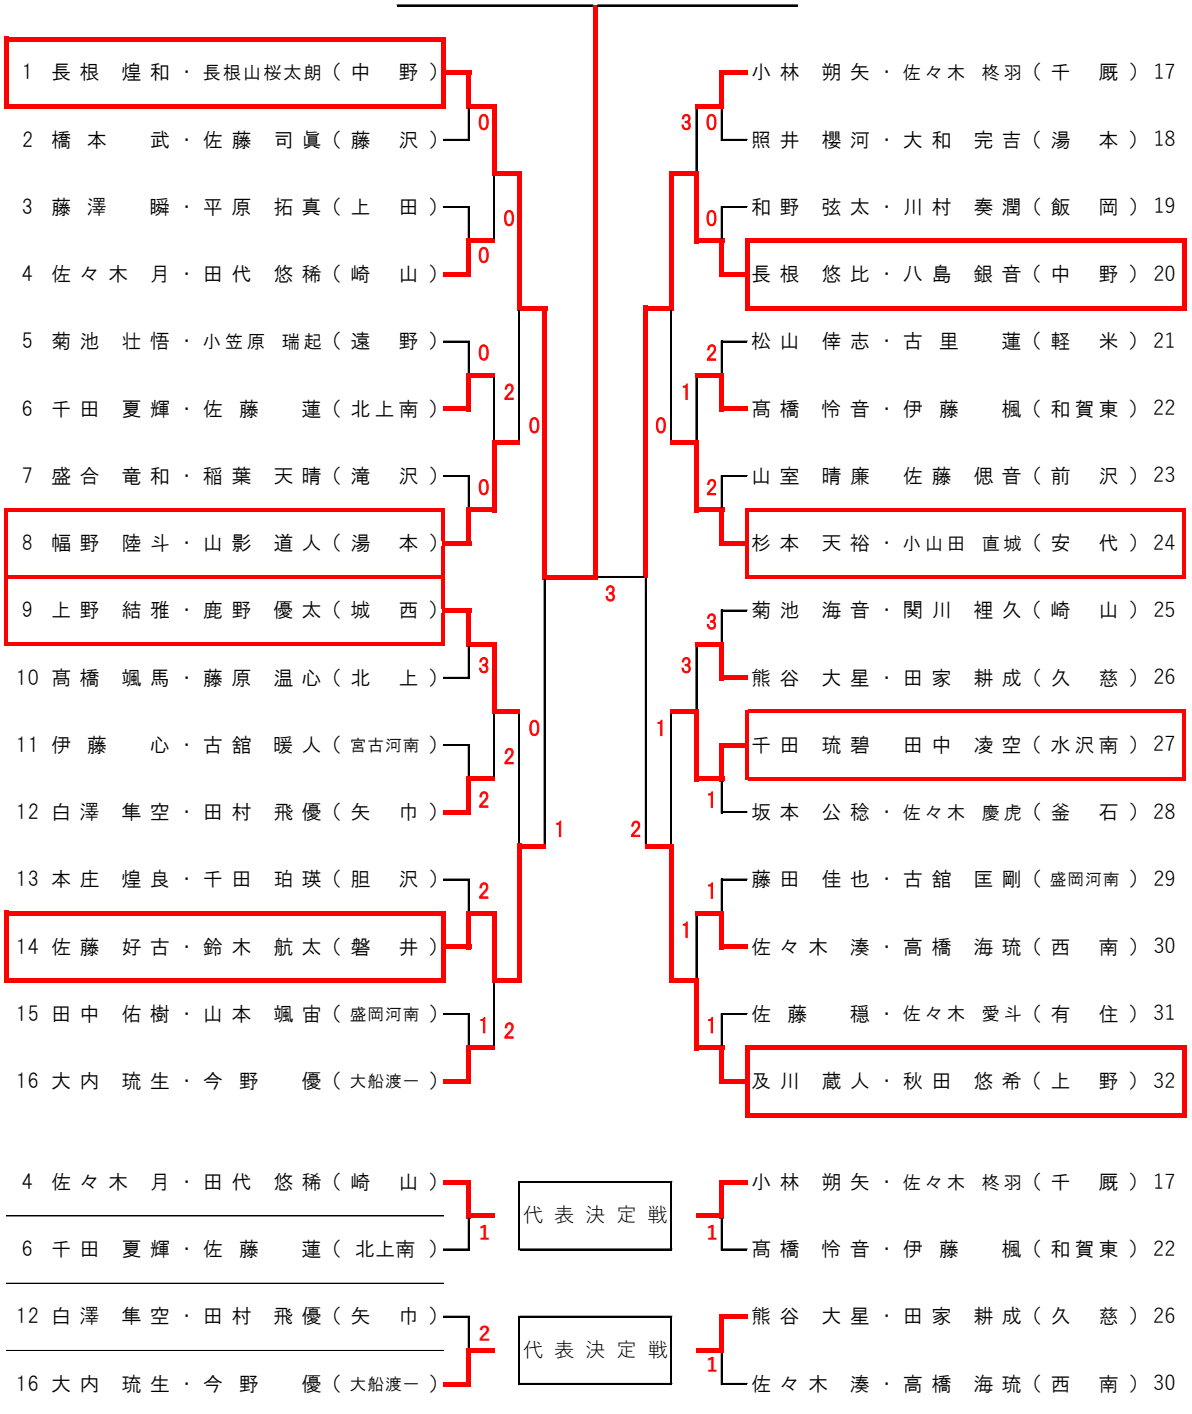 1 長根 煌和・長根山桜太朗（中 野）
2 橋本 武・佐藤 司眞（藤 沢）
3 藤澤 瞬・平原 拓真（上 田）
4 佐々木 月・田代 悠稀（崎 山）
5 菊池 壮悟・小笠原 瑞起（遠 野）
6 千田 夏輝・佐藤 蓮（北上南）
7 盛合 竜和・稲葉 天晴（滝 沢）
8 幅野 陸斗・山影 道人（湯 本）
9 上野 結雅・鹿野 優太（城 西）
10 髙橋 颯馬・藤原 温心（北 上）
11 伊藤 心・古舘 暖人（宮古河南）
12 白澤 隼空・田村 飛優（矢 巾）
13 本庄 煌良・千田 珀瑛（胆 沢）
14 佐藤 好古・鈴木 航太（磐 井）
15 田中 佑樹・山本 颯宙（盛岡河南）
16 大内 琉生・今野 優（大船渡一）
0
0
0
0
3
2
2
1
0
2
2
2
0
0
1
3
小林 朔矢・佐々木 柊羽（千 厩）17
照井 櫻河・大和 完吉（湯 本）18
和野 弦太・川村 奏潤（飯 岡）19
長根 悠比・八島 銀音（中 野）20
松山 倖志・古里 蓮（軽 米）21
髙橋 怜音・伊藤 楓（和賀東）22
山室 晴廉 佐藤 偲音（前 沢）23
杉本 天裕・小山田 直城（安 代）24
菊池 海音・関川 裡久（崎 山）25
熊谷 大星・田家 耕成（久 慈）26
千田 琉碧 田中 凌空（水沢南）27
坂本 公稔・佐々木 慶虎（釜 石）28
藤田 佳也・古舘 匡剛（盛岡河南）29
佐々木 湊・高橋 海琉（西 南）30
佐藤 穏・佐々木 愛斗（有 住）31
及川 蔵人・秋田 悠希（上 野）32
0
0
2
2
3
1
1
1
3
1
3
1
0
1
2
4 佐々木 月・田代 悠稀（崎 山）
6 千田 夏輝・佐藤 蓮（北上南）
1
代表決定戦
小林 朔矢・佐々木 柊羽（千 厩）17
髙橋 怜音・伊藤 楓（和賀東）22
1
12 白澤 隼空・田村 飛優（矢 巾）
16 大内 琉生・今野 優（大船渡一）
2
代表決定戦
熊谷 大星・田家 耕成（久 慈）26
佐々木 湊・高橋 海琉（西 南）30
1